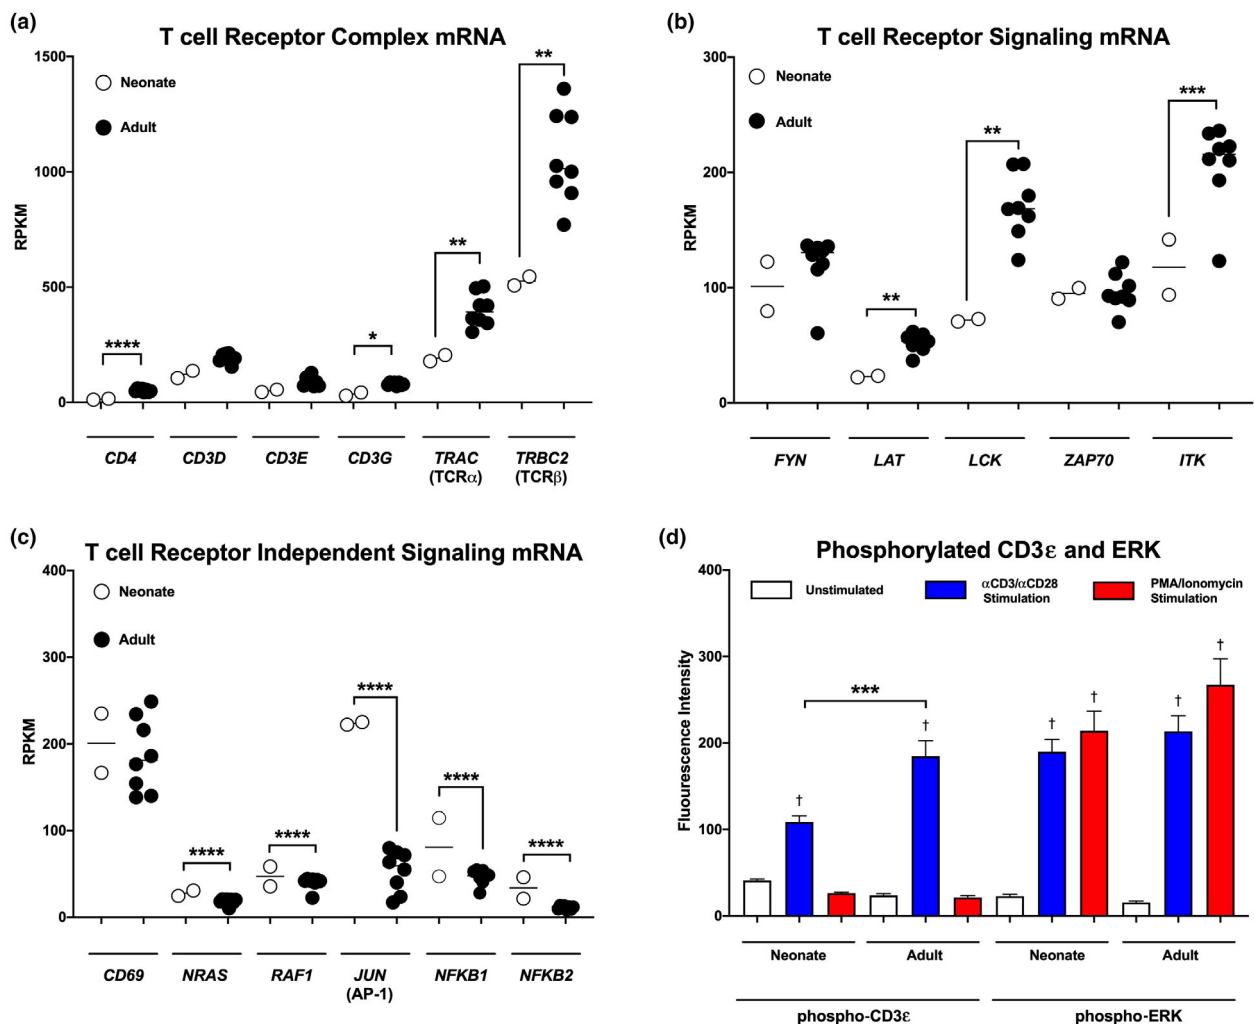 (a)
T cell Receptor Complex mRNA
1500
1000
500
0
RPKM
Neonate
Adult
****
*
**
**
CD4
CD3D
CD3E
CD3G
TRAC
(TCRα)
TRBC2
(TCRβ)
(b)
T cell Receptor Signaling mRNA
300
200
100
0
RPKM
Neonate
Adult
**
**
***
FYN
LAT
LCK
ZAP70
ITK
(c)
T cell Receptor Independent Signaling mRNA
400
300
200
100
0
RPKM
Neonate
Adult
****
****
****
****
****
CD69
NRAS
RAF1
JUN
(AP-1)
NFKB1
NFKB2
(d)
Phosphorylated CD3ε and ERK
400
300
200
100
0
Fluourescence Intensity
Unstimulated
αCD3/αCD28
Stimulation
PMA/Ionomycin
Stimulation
***
†
†
†
†
†
†
Neonate
Adult
Neonate
Adult
phospho-CD3ε
phospho-ERK